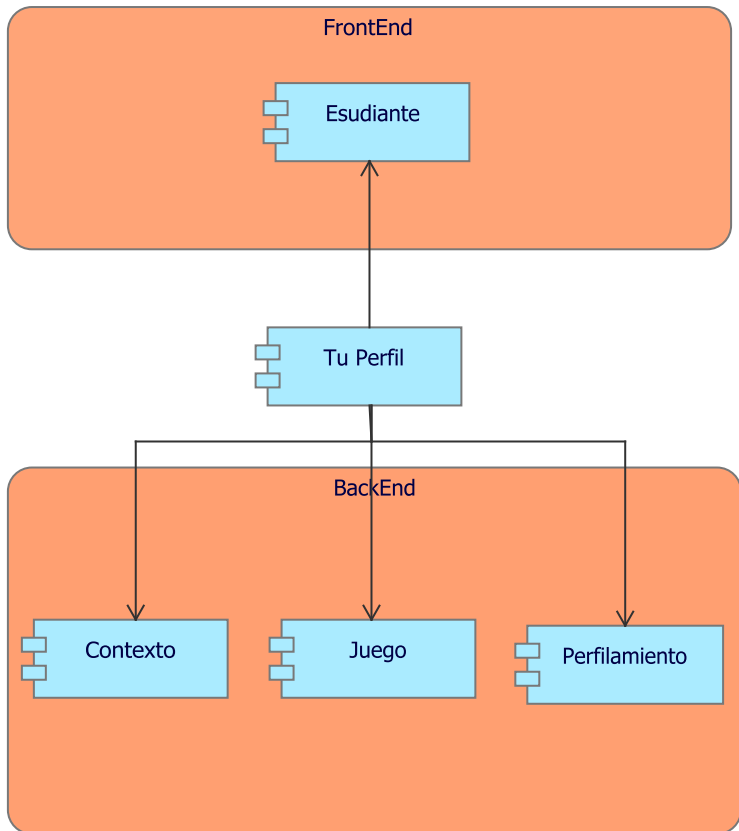 FrontEnd
Esudiante
Tu Perfil
BackEnd
Contexto
Juego
Perfilamiento